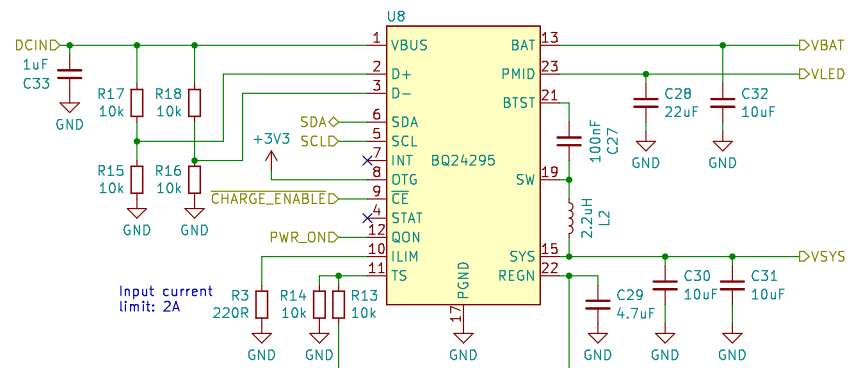 U8
DCIN
1
VBUS
BAT
13
VBAT
1uF
C33
GND
R17
10k
R18
10k
2
D+
3
D-
PMID
23
VLED
BTST
21
C28
22uF
GND
C32
10uF
GND
SDA
6
SDA
SCL
5
SCL
100nF
C27
+3V3
7
INT
BQ24295
R15
10k
GND
R16
10k
GND
8
OTG
SW
19
CHARGE_ENABLE
9
CE
4
STAT
2.2uH
L2
PWR_ON
12
QON
10
ILIM
SYS
15
VSYS
11
TS
REGN
22
Input current
limit: 2A
R3
220R
GND
R14
10k
GND
R13
10k
PGND
17
GND
C29
4.7uF
GND
C30
10uF
GND
C31
10uF
GND